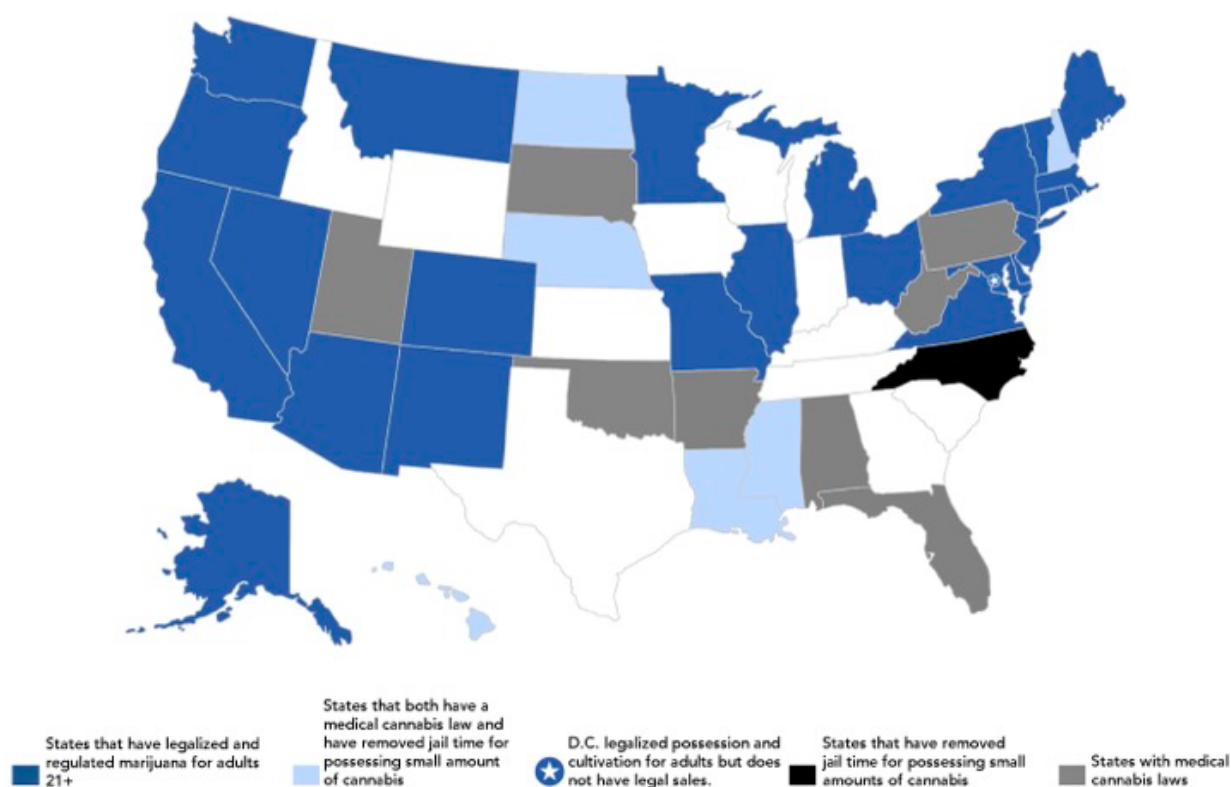 States that have legalized and
regulated marijuana for adults
21+
States that both have a
medical cannabis law and
have removed jail time for
possessing small amount
of cannabis
D.C. legalized possession and
cultivation for adults but does
not have legal sales.
States that have removed
jail time for possessing small
amounts of cannabis
States with medical
cannabis laws